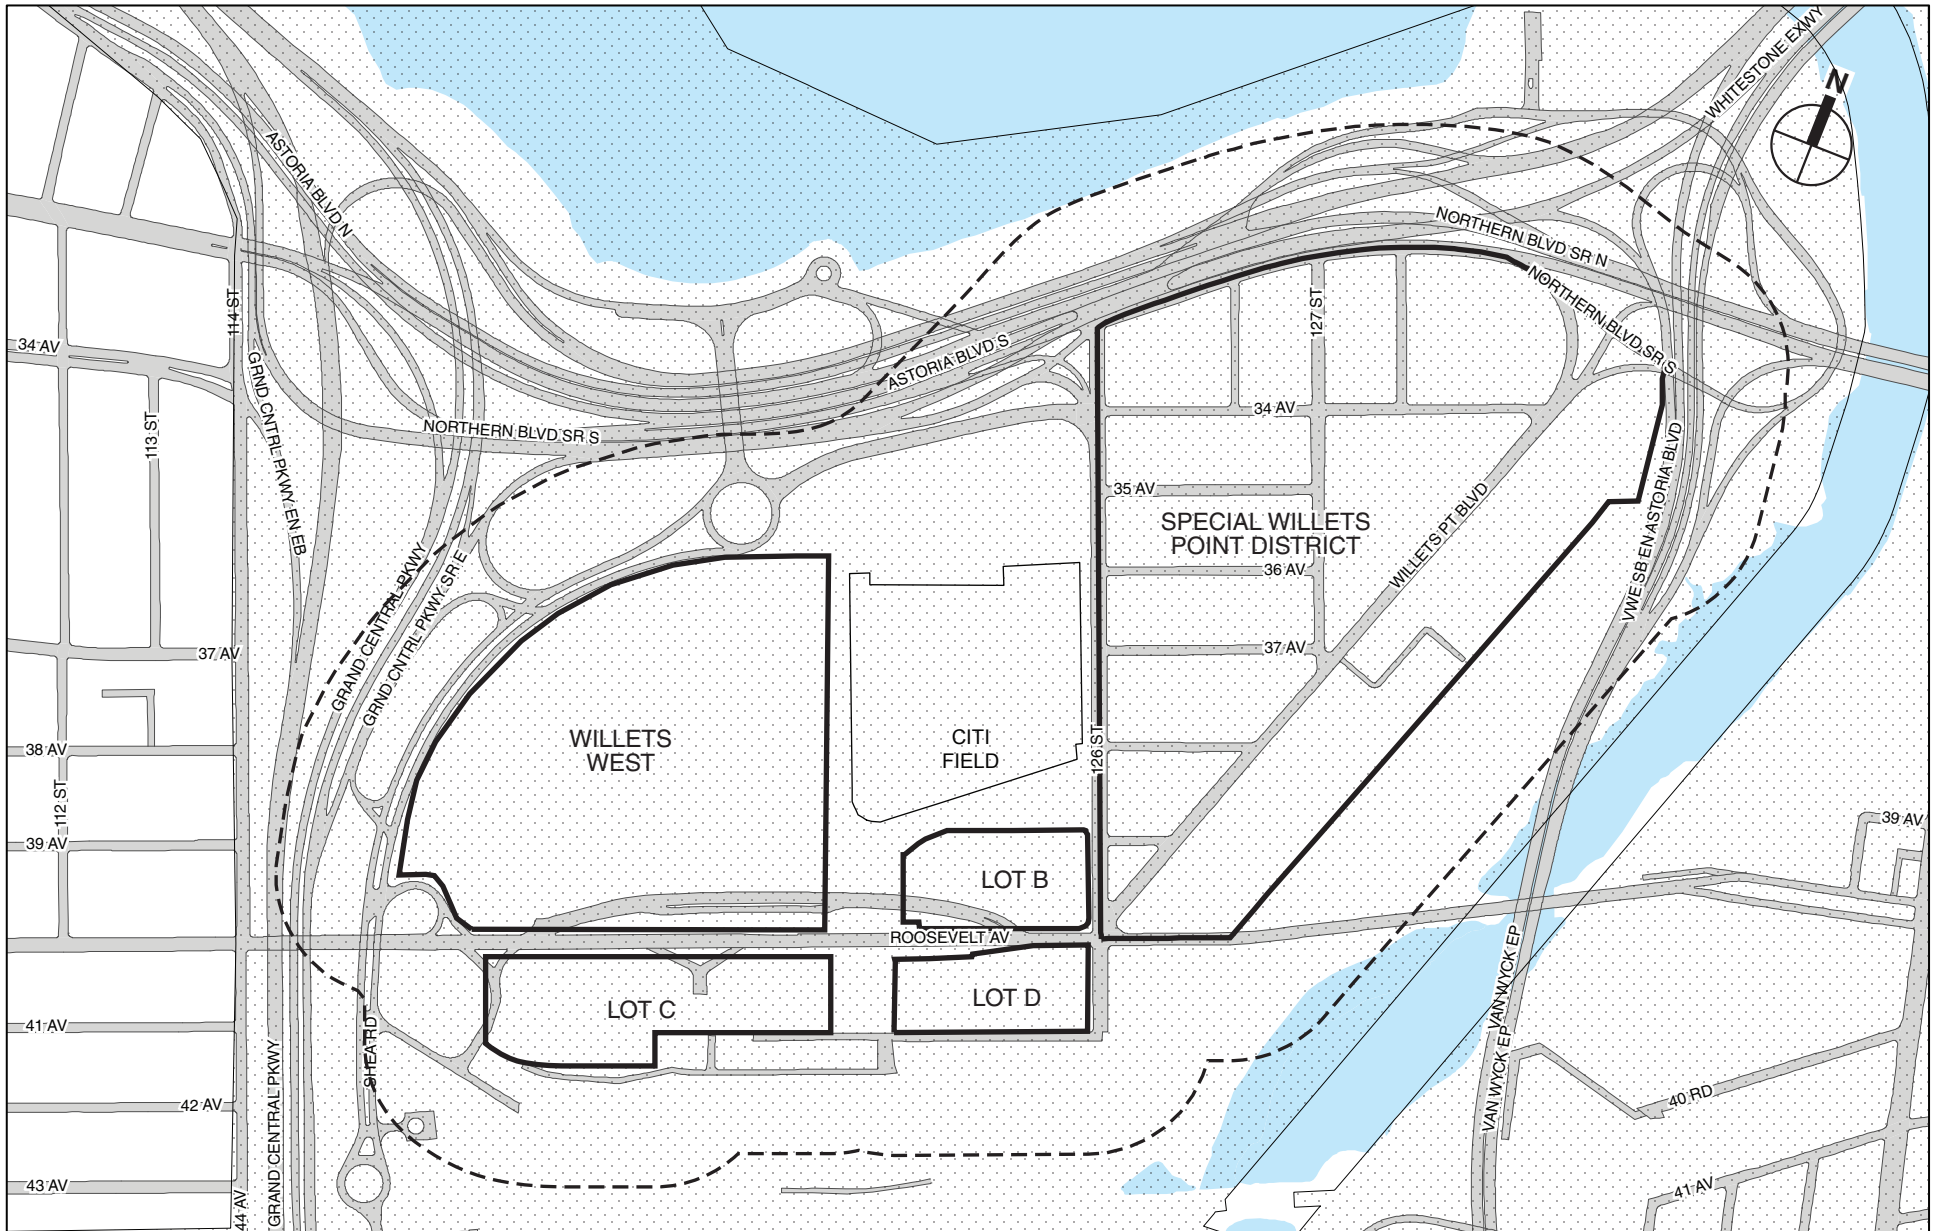 WHITESTONE EXWY
N
ASTORIA BLVD N
NORTHERN BLVD SR N
NORTHERN BLVD SR S
114 ST
127 ST
34 AV
GRND CNTRL PKWY EN EB
ASTORIA BLVD S
113 ST
NORTHERN BLVD SR S
34 AV
35 AV
SPECIAL WILLETS
POINT DISTRICT
WILLETS PT BLVD
VWE SB EN ASTORIA BLVD
36 AV
GRAND CENTRAL PKWY
GRND CNTRL PKWY SR E
37 AV
37 AV
WILLETS
WEST
CITI
FIELD
126 ST
38 AV
112 ST
39 AV
39 AV
LOT B
ROOSEVELT AV
VAN WYCK EP
LOT C
LOT D
41 AV
SHEA RD
VAN WYCK EP
GRAND CENTRAL PKWY
42 AV
40 RD
43 AV
44 AV
41 AV